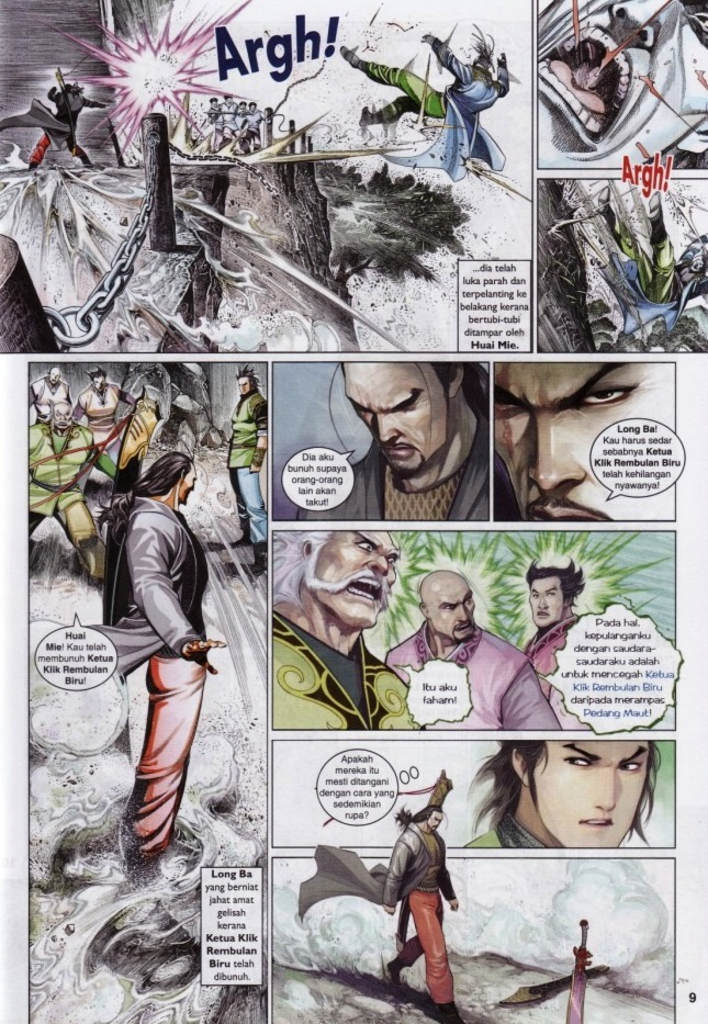 Argh!
Argh!
...dia telah
luka parah dan
terpelanting ke
belakang kerana
bertubi-tubi
ditampar oleh
Huai Mie.
Huai
Mie! Kau telah
membunuh Ketua
Klik Rembulan
Biru!
Long Ba
yang berniat
jahat amat
gelisah
kerana
Ketua Klik
Rembulan
Biru telah
dibunuh.
Dia aku
bunuh supaya
orang-orang
lain akan
takut!
Long Ba!
Kau harus sedar
sebabnya Ketua
Klik Rembulan Biru
telah kehilangan
nyawanya!
Itu aku
faham!
Pada hal,
kepulanganku
dengan saudara-
saudaraku adalah
untuk mencegah Ketua
Klik Rembulan Biru
daripada merampas
Pedang Maut!
Apakah
mereka itu
mesti ditangani
dengan cara yang
sedemikian
rupa?
9